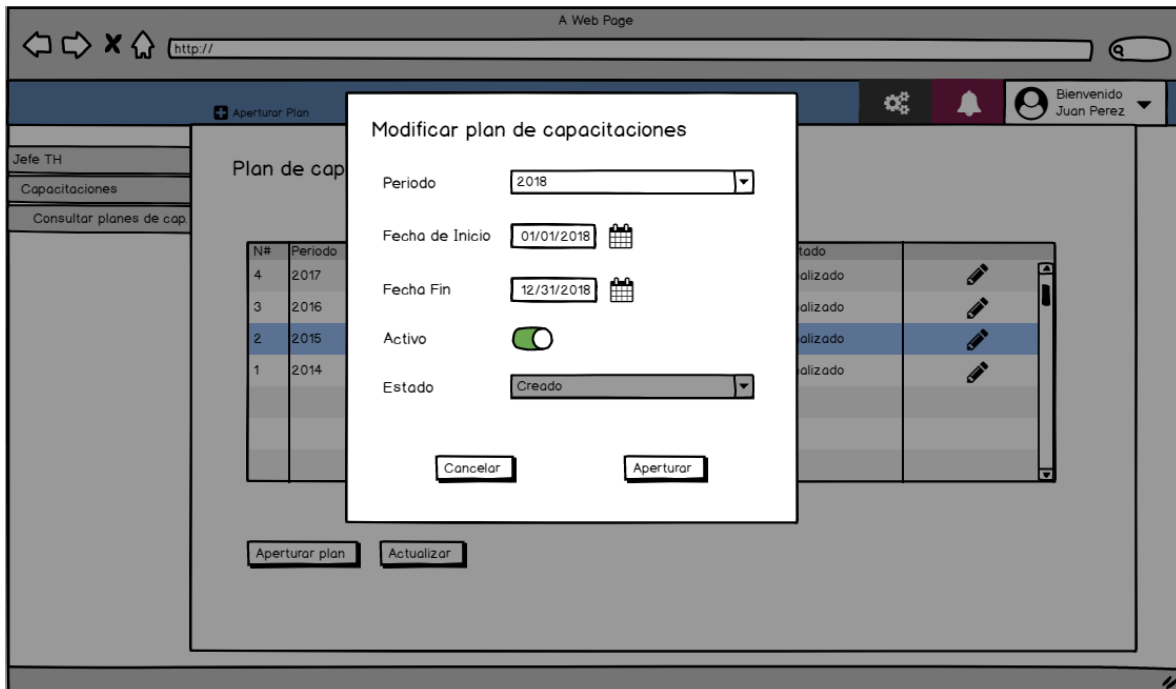 A Web Page
http://
Aperturar Plan
Bienvenido
Juan Perez
Jefe TH
Capacitaciones
Consultar planes de cap.
Plan de cap
N# Periodo tado
4 2017 alizado
3 2016 alizado
2 2015 alizado
1 2014 alizado
Aperturar plan Actualizar
Modificar plan de capacitaciones
Periodo 2018
Fecha de Inicio 01/01/2018
Fecha Fin 12/31/2018
Activo
Estado Creado
Cancelar Aperturar